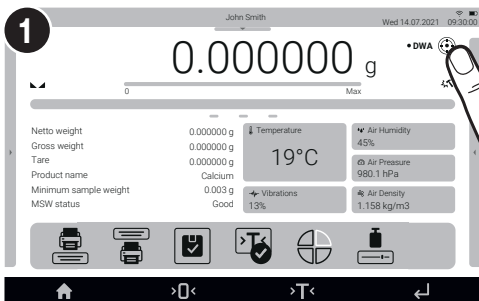 1
John Smith
Wed 14.07.2021 09:30:00
0.000000 g
• DWA
0 Max
Netto weight 0.000000 g
Gross weight 0.000000 g
Tare 0.000000 g
Product name Calcium
Minimum sample weight 0.003 g
MSW status Good
Temperature
19°C
Vibrations
13%
Air Humidity
45%
Air Preasure
980.1 hPa
Air Density
1.158 kg/m3
>T<
>0< >T<